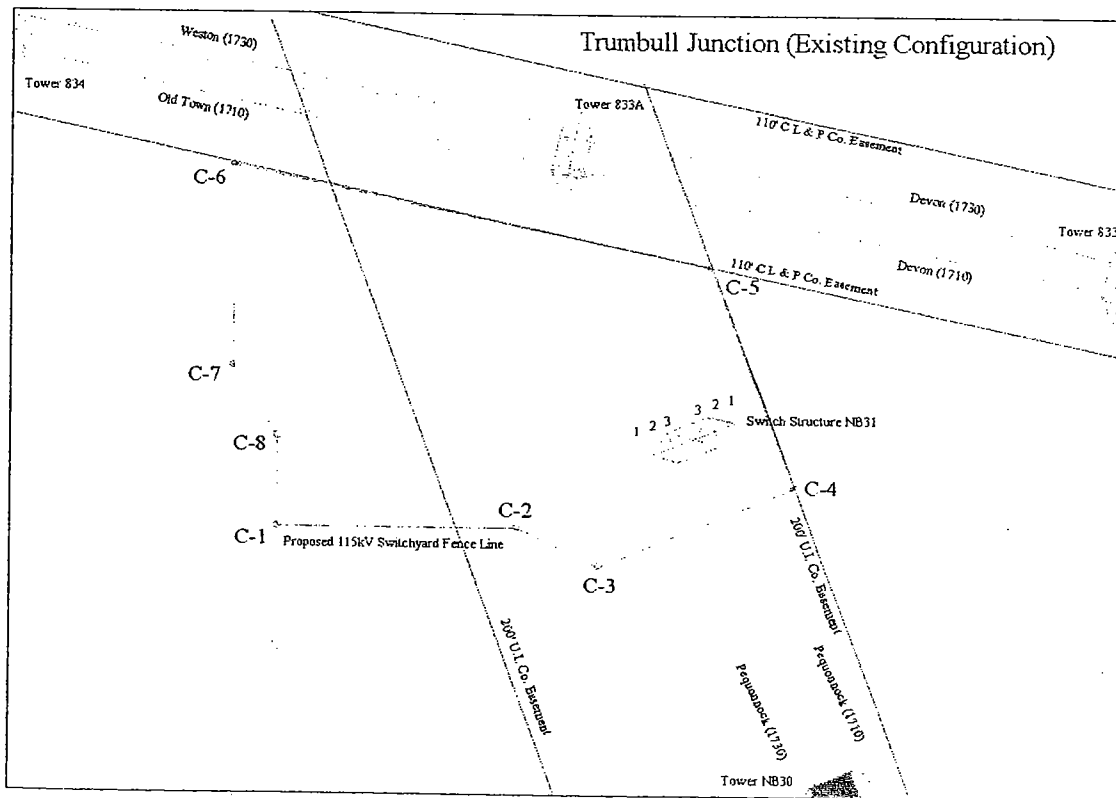 Trumbull Junction (Existing Configuration)
Weston (1730)
Tower 834
Old Town (1710)
Tower 833A
110' C L & P Co. Easement
C-6
Devon (1730)
Tower 833
Devon (1710)
110' C L & P Co. Easement
C-5
C-7
1 2 3 3 2 1
Switch Structure NB31
C-8
C-4
C-2
C-1
Proposed 115kV Switchyard Fence Line
C-3
200' U.I. Co. Easement
200' U.I. Co. Easement
Pequonnock (1730)
Pequonnock (1710)
Tower NB30